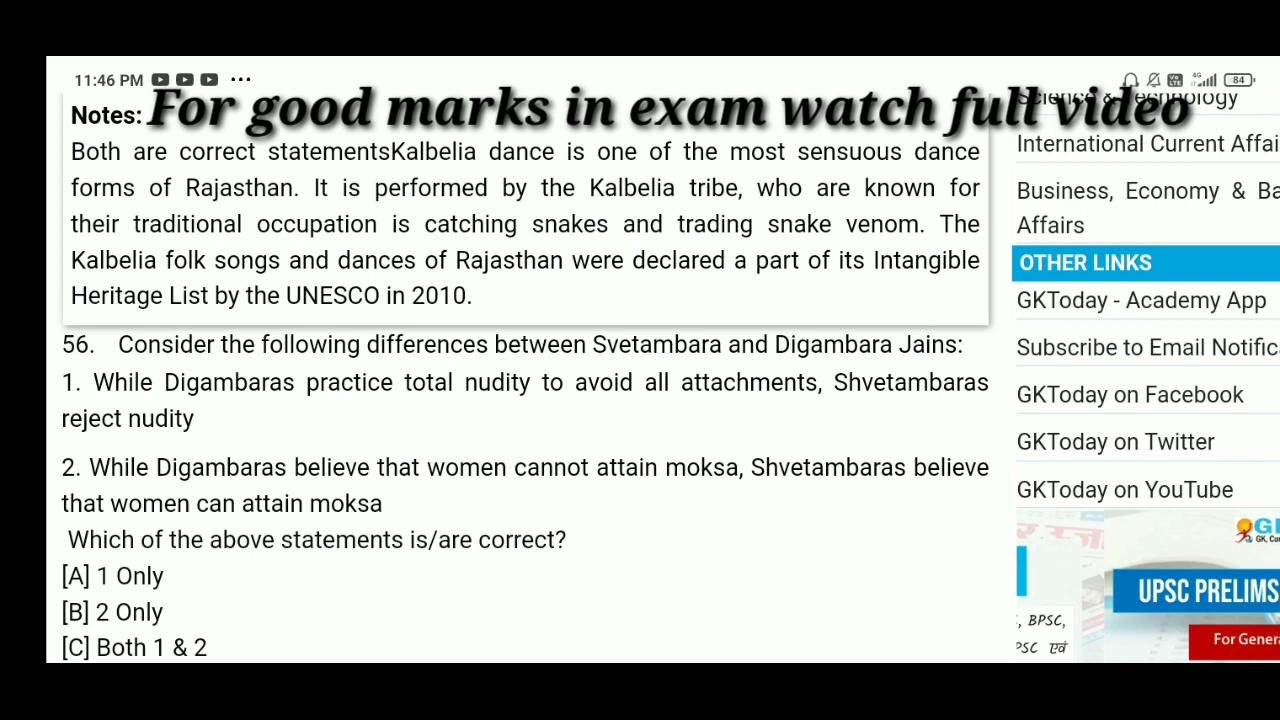 11:46 PM
4G
84
For good marks in exam watch full video
Notes:
Both are correct statementsKalbelia dance is one of the most sensuous dance
forms of Rajasthan. It is performed by the Kalbelia tribe, who are known for
their traditional occupation is catching snakes and trading snake venom. The
Kalbelia folk songs and dances of Rajasthan were declared a part of its Intangible
Heritage List by the UNESCO in 2010.
56. Consider the following differences between Svetambara and Digambara Jains:
1. While Digambaras practice total nudity to avoid all attachments, Shvetambaras
reject nudity
2. While Digambaras believe that women cannot attain moksa, Shvetambaras believe
that women can attain moksa
Which of the above statements is/are correct?
[A] 1 Only
[B] 2 Only
[C] Both 1 & 2
Science & Technology
International Current Affai
Business, Economy & Ba
Affairs
OTHER LINKS
GKToday - Academy App
Subscribe to Email Notific
GKToday on Facebook
GKToday on Twitter
GKToday on YouTube
GK, Cur
UPSC PRELIMS
, BPSC,
PSC एवं
For Genera